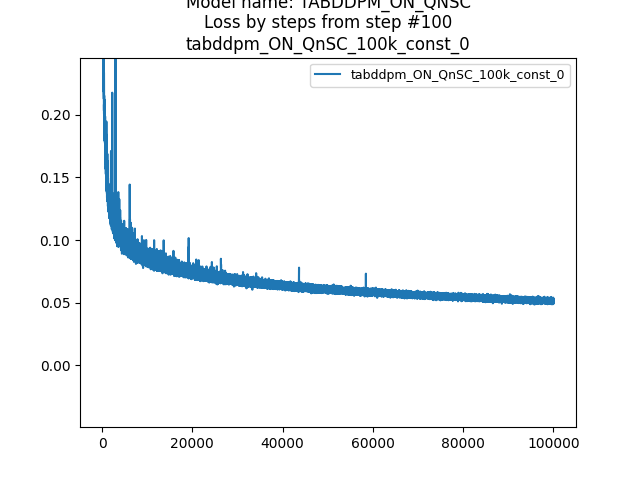 Model name: TABDDPM_ON_QNSC
Loss by steps from step #100
tabddpm_ON_QnSC_100k_const_0
tabddpm_ON_QnSC_100k_const_0
0.20
0.15
0.10
0.05
0.00
0 20000 40000 60000 80000 100000